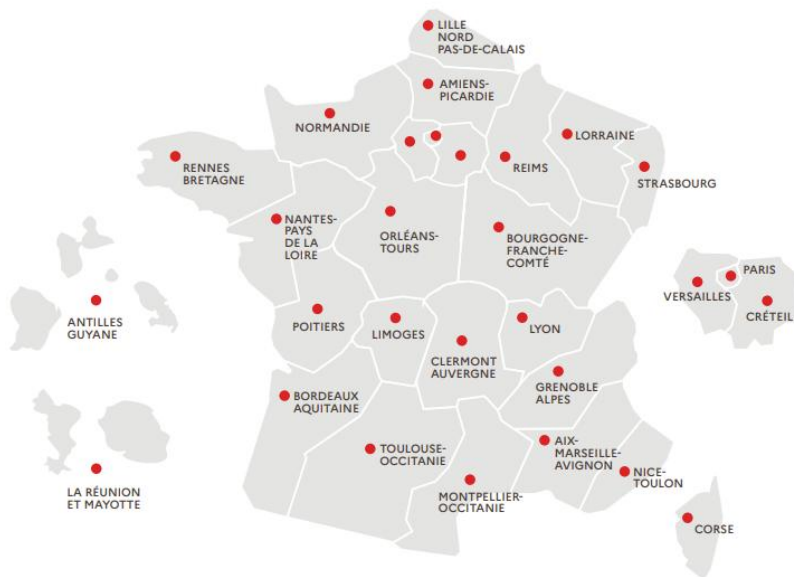 LILLE
NORD
PAS-DE-CALAIS
AMIENS-
PICARDIE
NORMANDIE
LORRAINE
REIMS
RENNES
BRETAGNE
STRASBOURG
NANTES-
PAYS
DE LA
LOIRE
ORLÉANS-
TOURS
BOURGOGNE-
FRANCHE-
COMTÉ
PARIS
VERSAILLES
CRÉTEIL
ANTILLES
GUYANE
POITIERS
LIMOGES
LYON
CLERMONT
AUVERGNE
GRENOBLE
ALPES
BORDEAUX
AQUITAINE
TOULOUSE-
OCCITANIE
AIX-
MARSEILLE-
AVIGNON
NICE-
TOULON
LA RÉUNION
ET MAYOTTE
MONTPELLIER-
OCCITANIE
CORSE